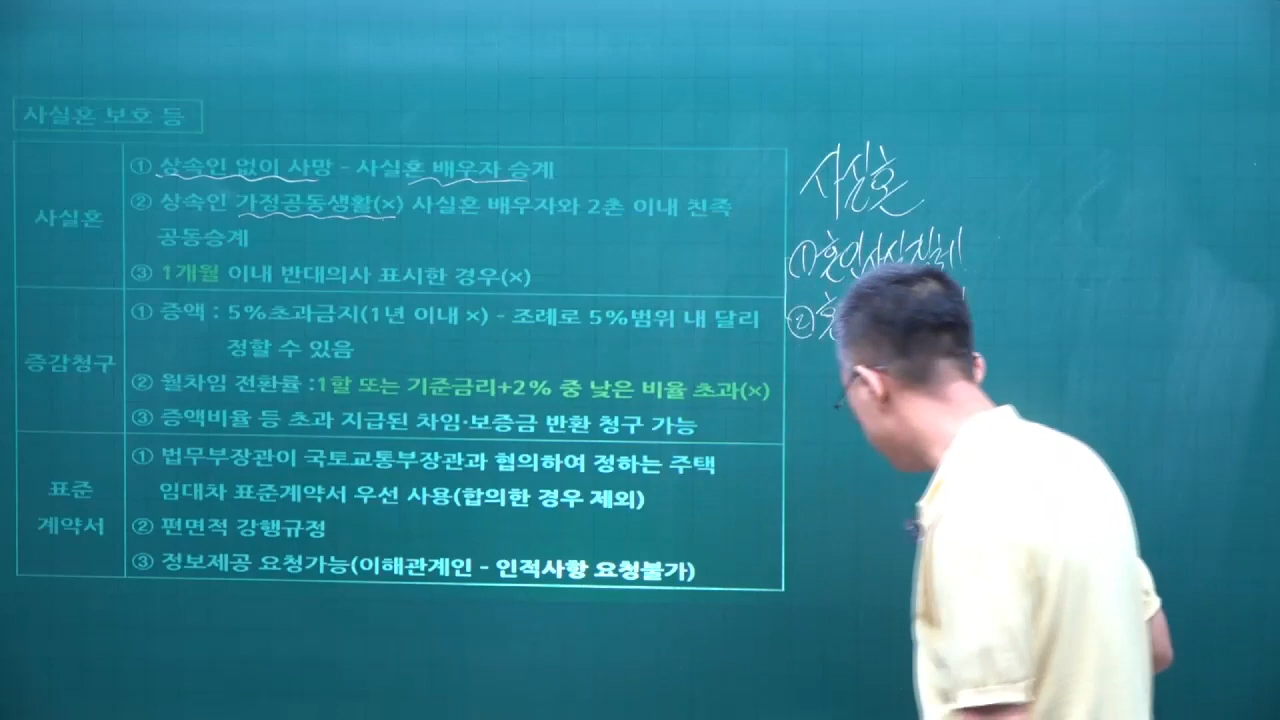 사실혼 보호 등
사실혼
① 상속인 없이 사망 - 사실혼 배우자 승계
② 상속인 가정공동생활(×) 사실혼 배우자와 2촌 이내 친족
공동승계
③ 1개월 이내 반대의사 표시한 경우(×)
증감청구
① 증액 : 5%초과금지(1년 이내 ×) - 조례로 5%범위 내 달리
정할 수 있음
② 월차임 전환률 :1할 또는 기준금리+2% 중 낮은 비율 초과(×)
③ 증액비율 등 초과 지급된 차임·보증금 반환 청구 가능
표준
계약서
① 법무부장관이 국토교통부장관과 협의하여 정하는 주택
임대차 표준계약서 우선 사용(합의한 경우 제외)
② 편면적 강행규정
③ 정보제공 요청가능(이해관계인 - 인적사항 요청불가)
사실혼
① 혼인사실
② 혼